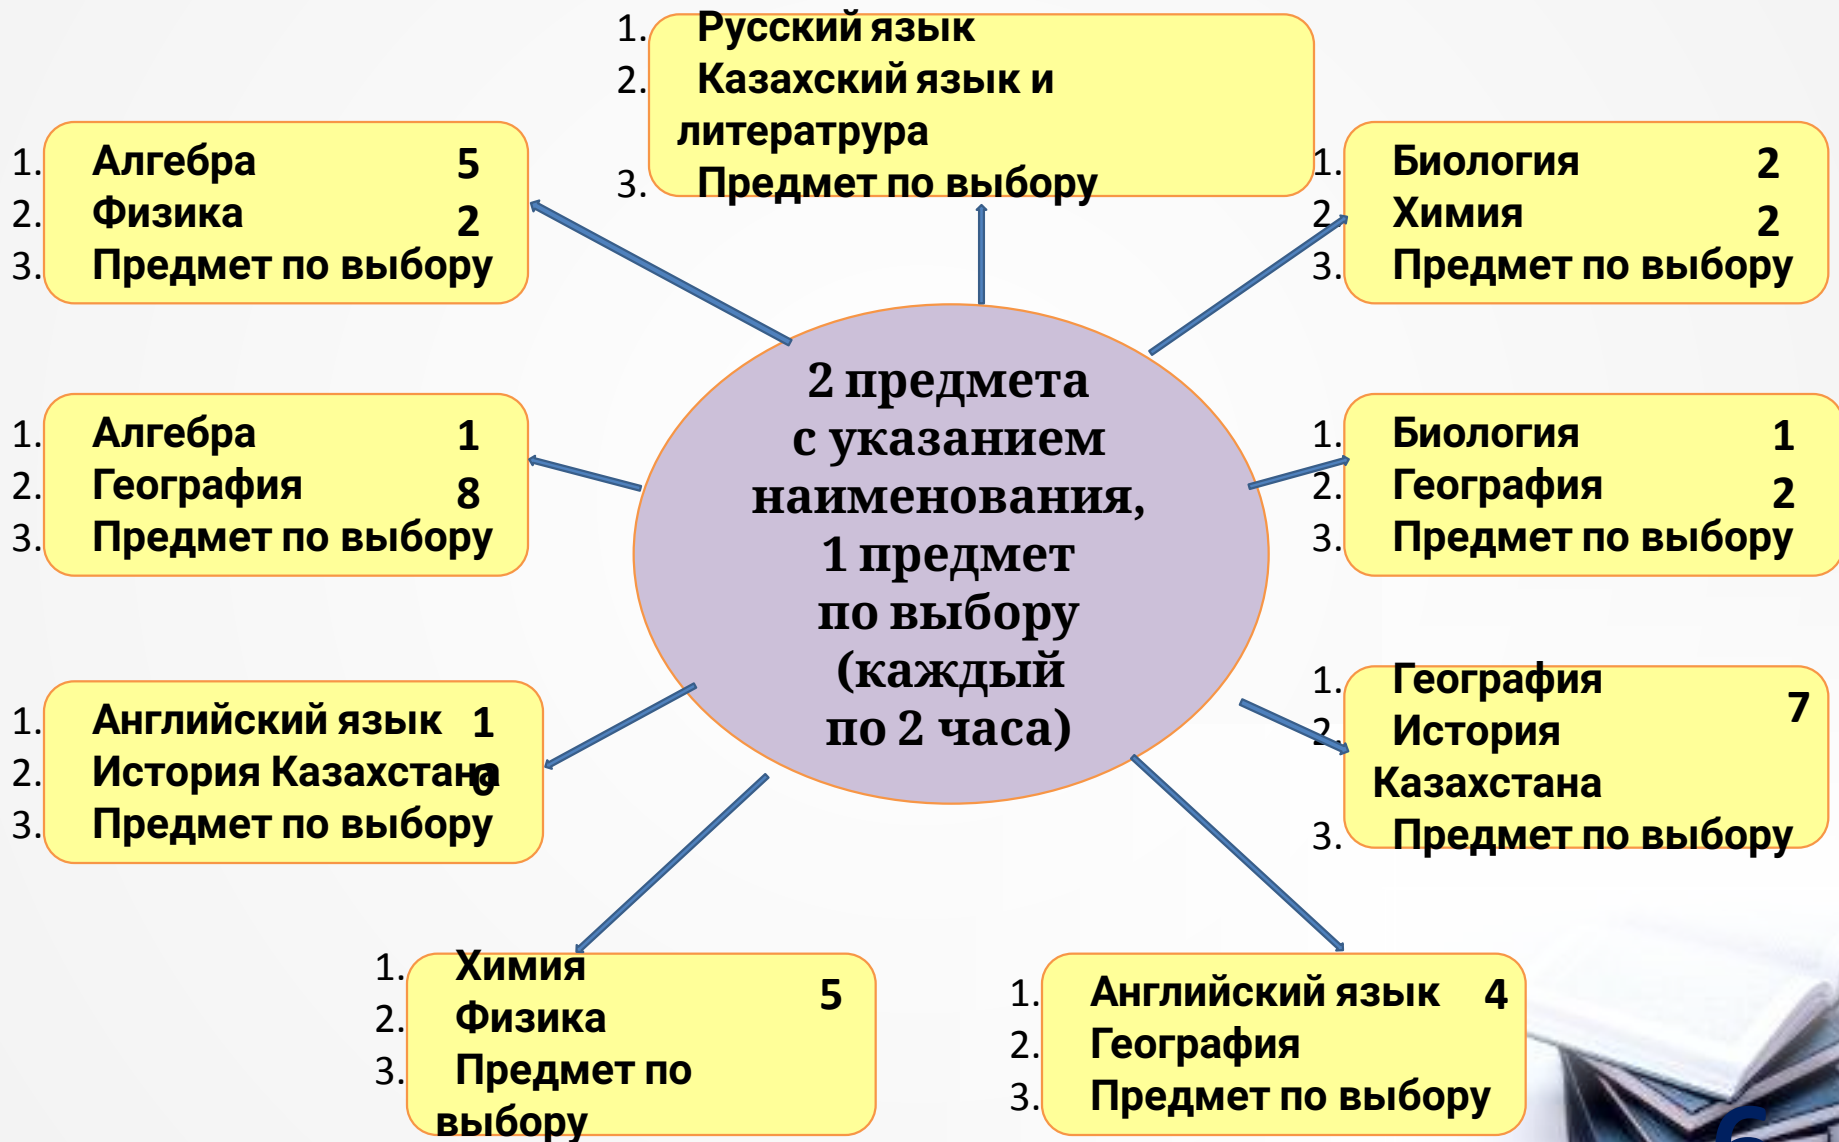 1. Русский язык
2. Казахский язык и
литератрура
3. Предмет по выбору
1. Алгебра 5
2. Физика 2
3. Предмет по выбору
1. Биология 2
2. Химия 2
3. Предмет по выбору
2 предмета
с указанием
наименования,
1 предмет
по выбору
(каждый
по 2 часа)
1. Алгебра 1
2. География 8
3. Предмет по выбору
1. Биология 1
2. География 2
3. Предмет по выбору
1. Английский язык 1
2. История Казахстана 0
3. Предмет по выбору
1. География 7
2. История
Казахстана
3. Предмет по выбору
1. Химия 5
2. Физика
3. Предмет по
выбору
1. Английский язык 4
2. География
3. Предмет по выбору